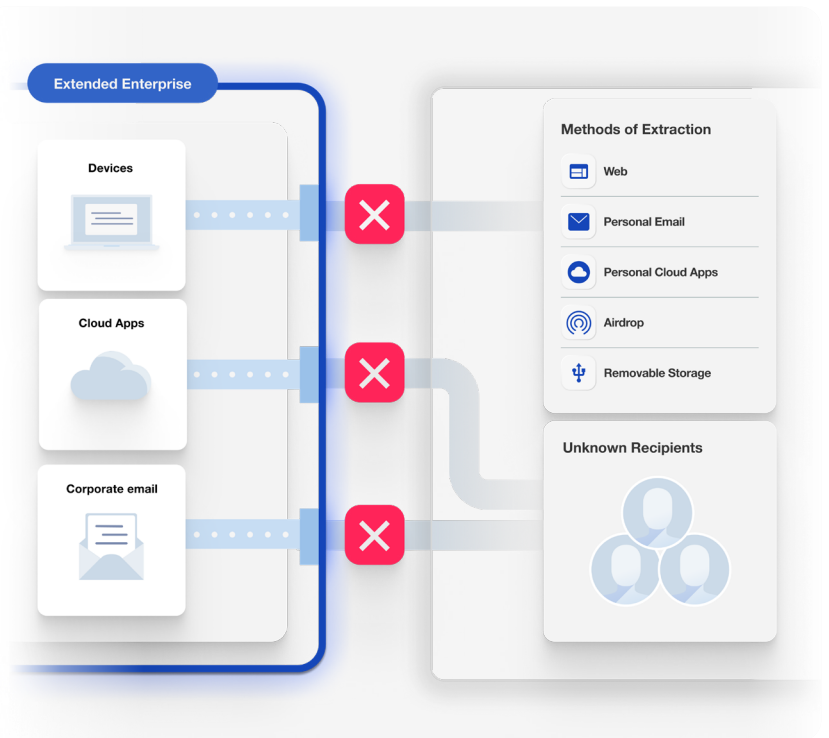 Extended Enterprise
Devices
Cloud Apps
Corporate email
Methods of Extraction
Web
Personal Email
Personal Cloud Apps
Airdrop
Removable Storage
Unknown Recipients